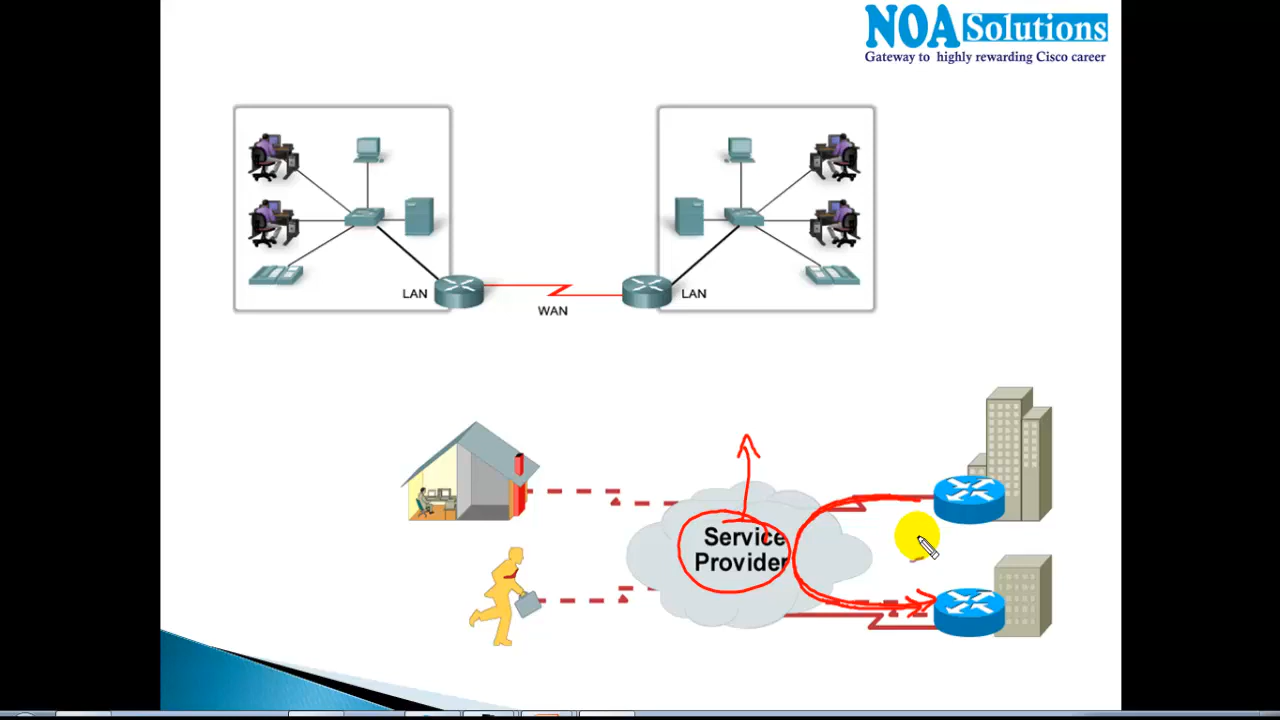 NOA Solutions
Gateway to highly rewarding Cisco career
LAN
LAN
WAN
Service
Provider